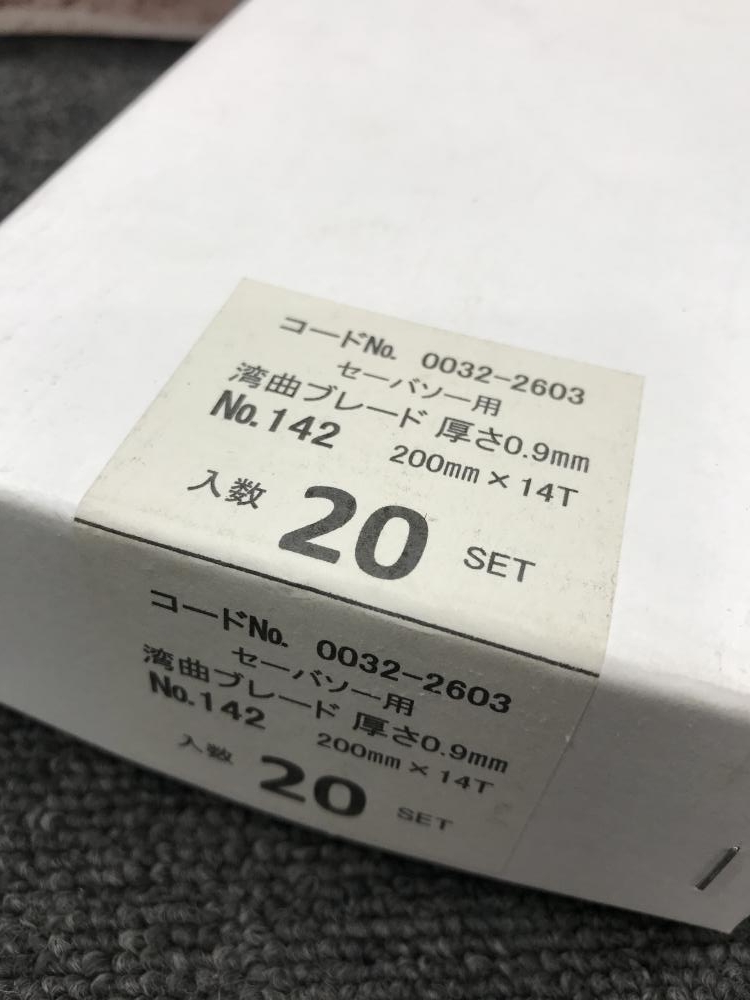 コードNo. 0032-2603
セーバソー用
湾曲ブレード 厚さ0.9mm
No.142 200mm×14T
入数 20 SET
コードNo. 0032-2603
セーバソー用
湾曲ブレード 厚さ0.9mm
No.142 200mm×14T
入数 20 SET